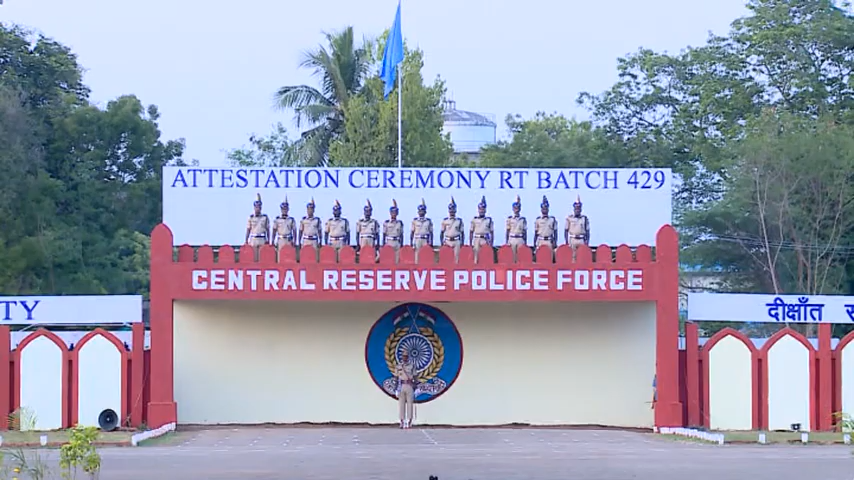 ATTESTATION CEREMONY RT BATCH 429
CENTRAL RESERVE POLICE FORCE
TY
दीक्षाँत स